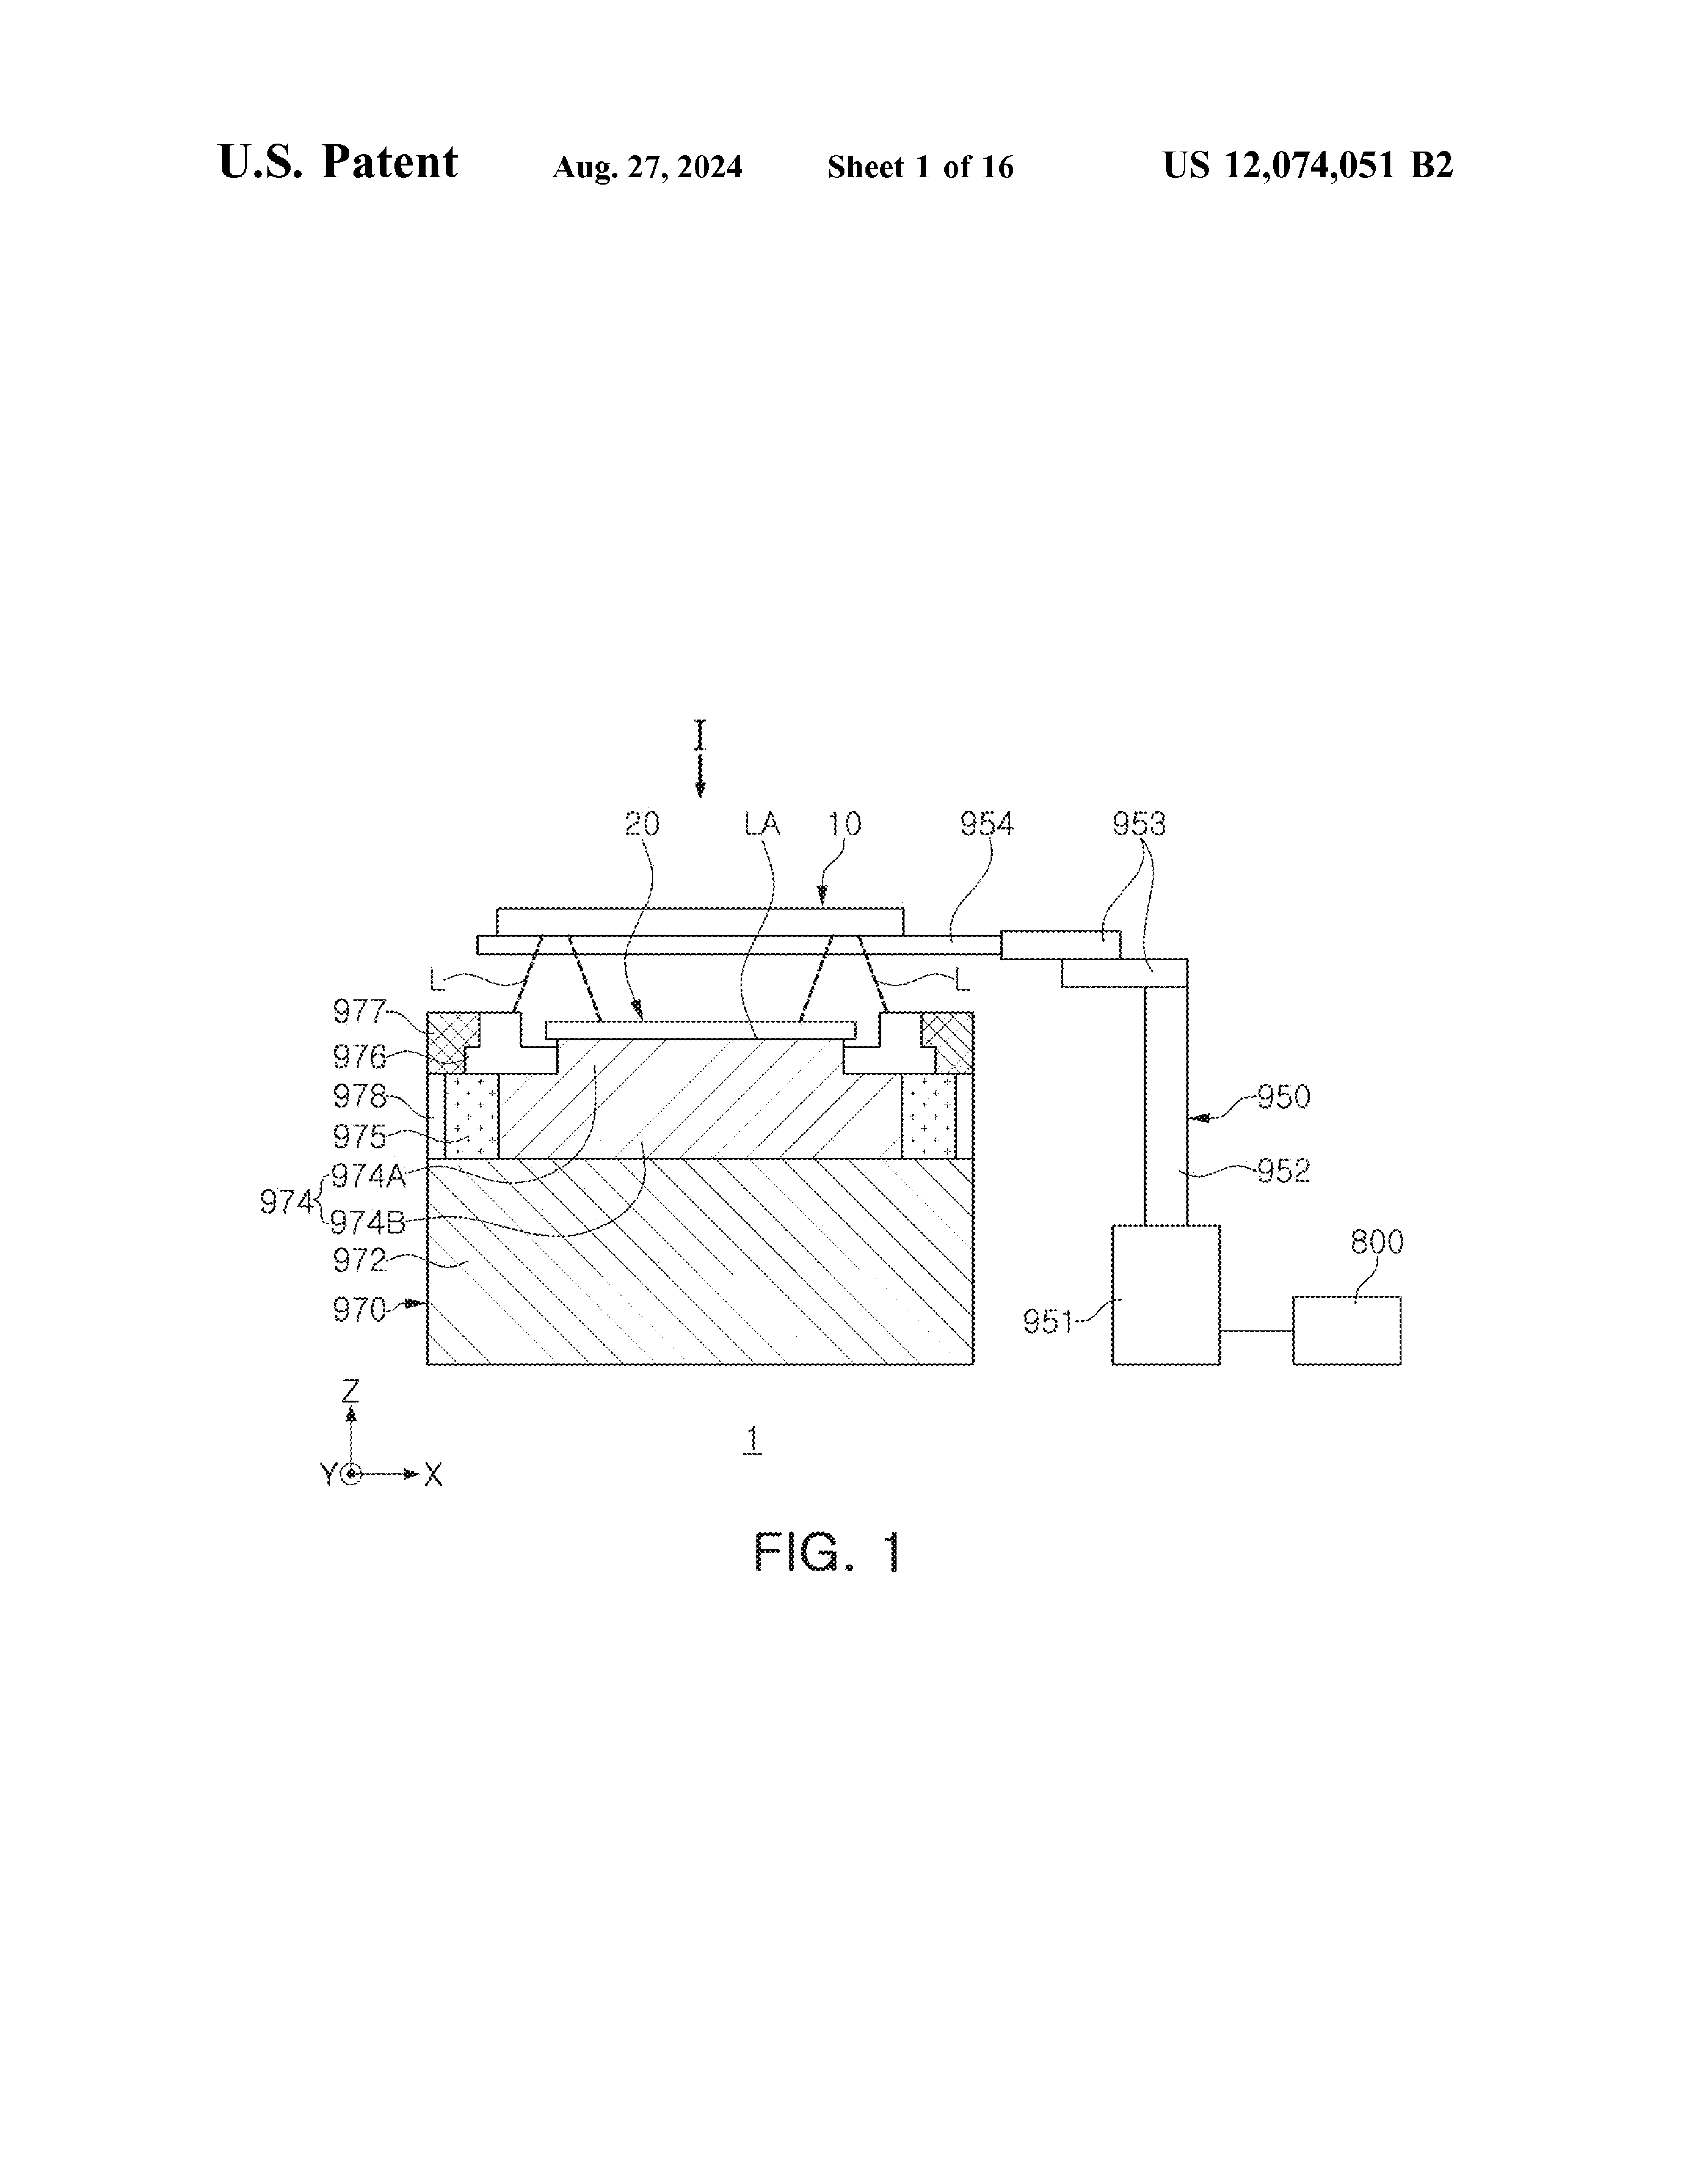 U.S. Patent Aug. 27, 2024 Sheet 1 of 16 US 12,074,051 B2
I
20 LA 10 954 953
L L
977
976
978
975
974A
974
974B
972
970
950
952
800
951
Z
Y X
1
FIG. 1